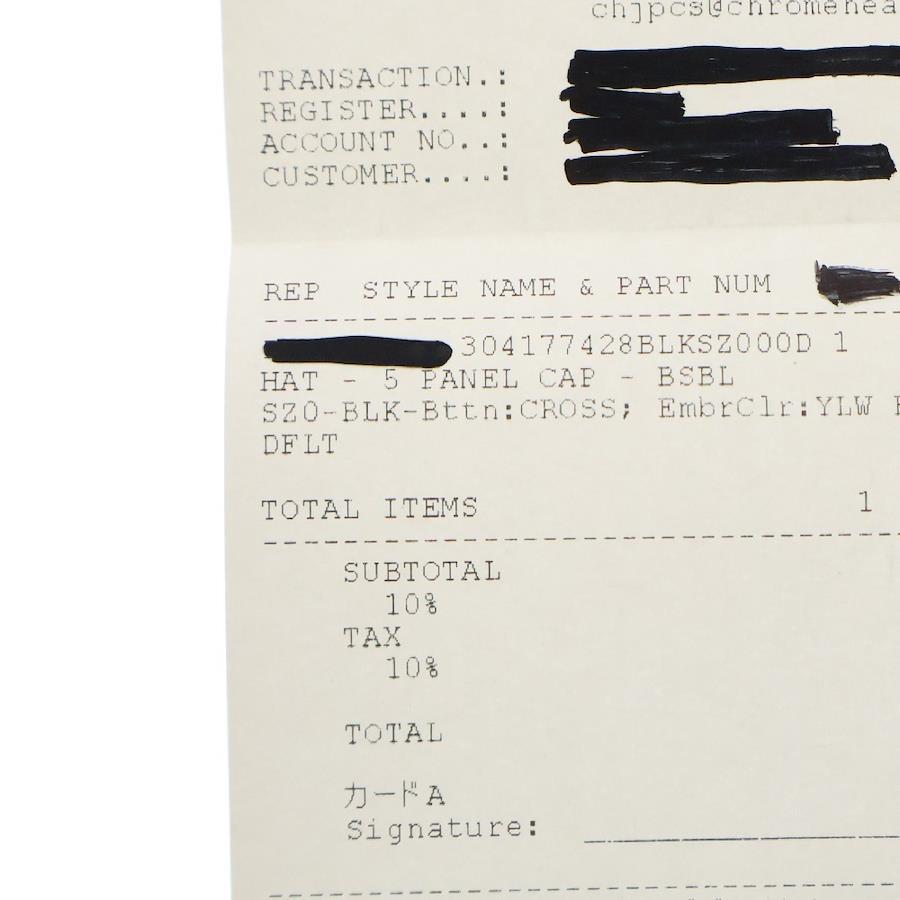 chjpcs@chromehea
TRANSACTION.:
REGISTER....:
ACCOUNT NO..:
CUSTOMER....:
REP STYLE NAME & PART NUM
304177428BLKSZ000D 1
HAT - 5 PANEL CAP - BSBL
SZ0-BLK-Bttn:CROSS; EmbrClr:YLW
DFLT
TOTAL ITEMS 1
SUBTOTAL
10%
TAX
10%
TOTAL
カードA
Signature: